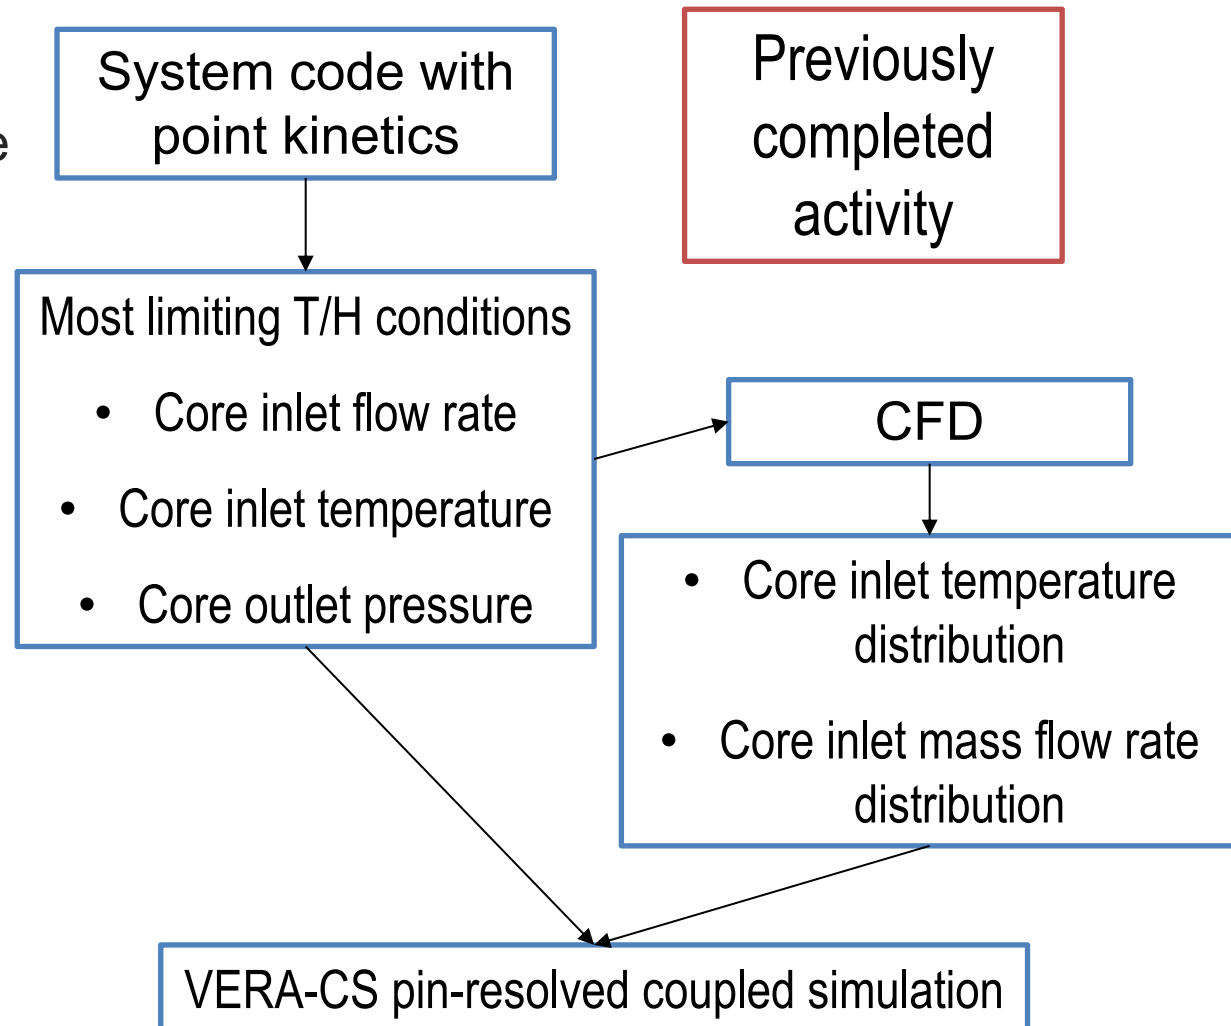 System code with
point kinetics
e
Previously
completed
activity
Most limiting T/H conditions
• Core inlet flow rate
• Core inlet temperature
• Core outlet pressure
CFD
• Core inlet temperature
distribution
• Core inlet mass flow rate
distribution
VERA-CS pin-resolved coupled simulation